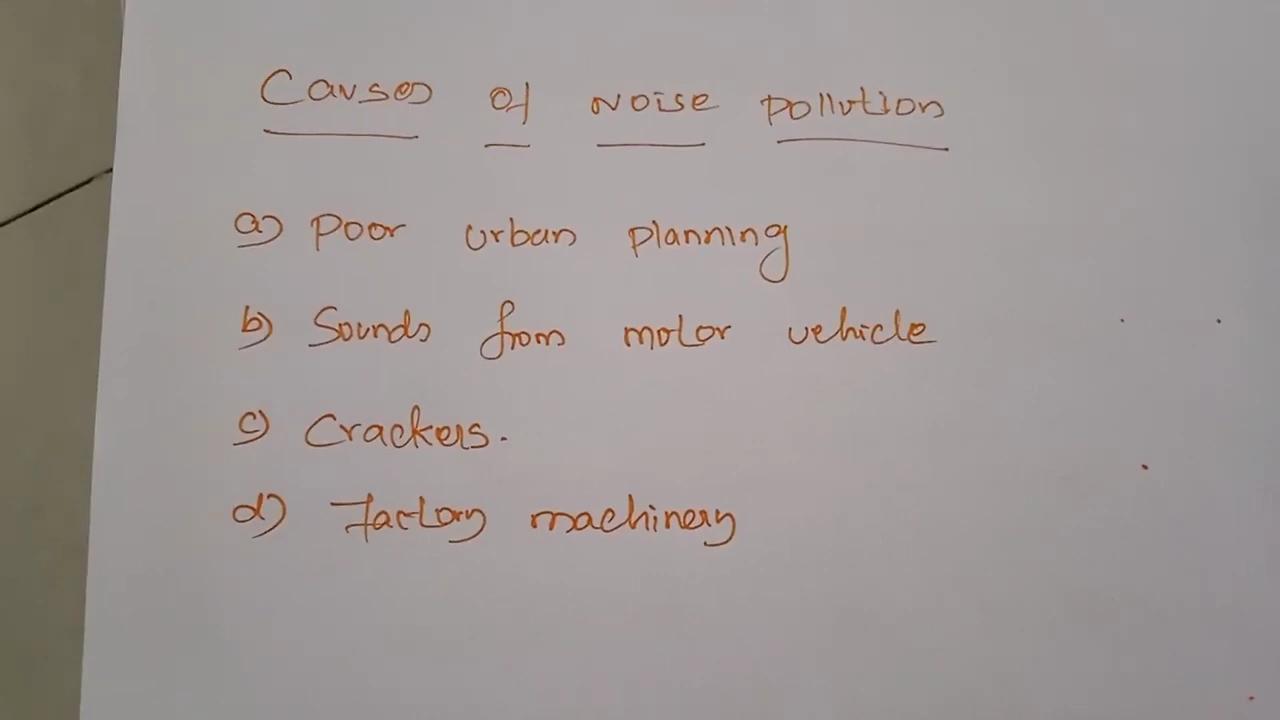 Causes of Noise pollution
a) Poor urban planning
b) Sounds from motor vehicle
c) Crackers.
d) Factory machinery